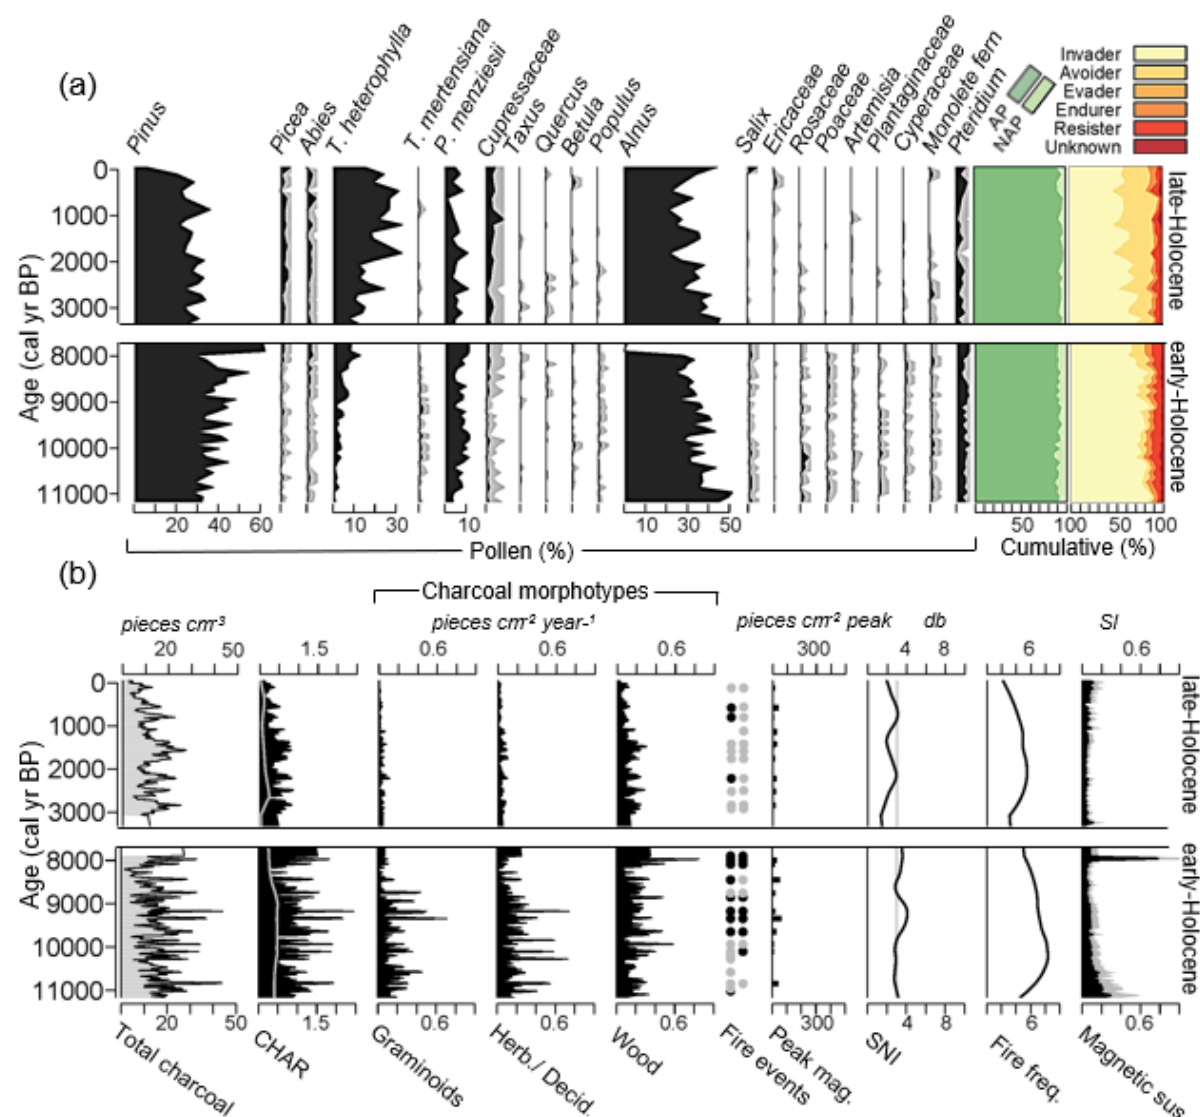 (a)
Pinus
Picea
Abies
T. heterophylla
T. mertensiana
P. menziesii
Cupressaceae
Taxus
Quercus
Betula
Populus
Alnus
Salix
Ericaceae
Rosaceae
Poaceae
Artemisia
Plantaginaceae
Cyperaceae
Monolete fern
Pteridium
AP
NAP
Invader
Avoider
Evader
Endurer
Resister
Unknown
Age (cal yr BP)
0
1000
2000
3000
late-Holocene
8000
9000
10000
11000
early-Holocene
20 40 60 10 30 10 10 30 50 50 100 50 100
Pollen (%) Cumulative (%)
(b)
Charcoal morphotypes
pieces cm-³ pieces cm-² year-¹ pieces cm-² peak db SI
20 50 1.5 0.6 0.6 0.6 300 4 8 6 0.6
Age (cal yr BP)
0
1000
2000
3000
late-Holocene
8000
9000
10000
11000
early-Holocene
20 50 1.5 0.6 0.6 0.6 300 4 8 6 0.6
Total charcoal
CHAR
Graminoids
Herb./ Decid.
Wood
Fire events
Peak mag.
SNI
Fire freq.
Magnetic sus.